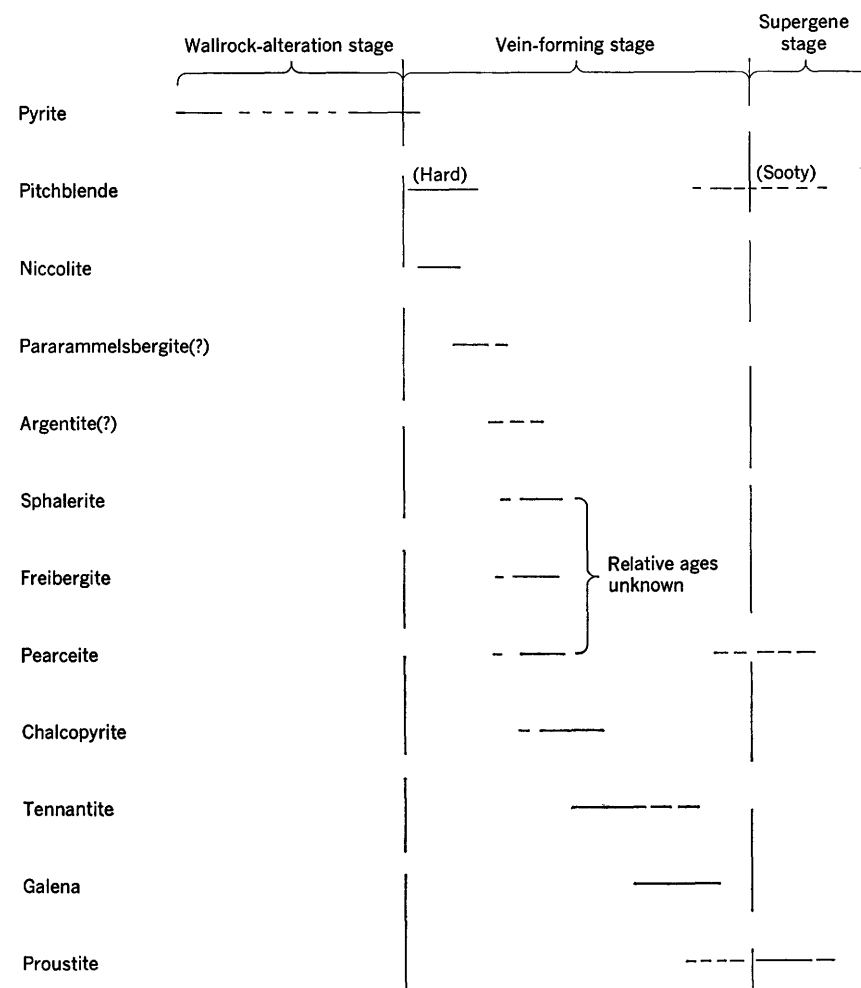 Supergene
Wallrock-alteration stage Vein-forming stage stage
Pyrite
(Hard) (Sooty)
Pitchblende
Niccolite
Pararammelsbergite(?)
Argentite(?)
Sphalerite
Relative ages
Freibergite
unknown
Pearceite
Chalcopyrite
Tennantite
Galena
Proustite